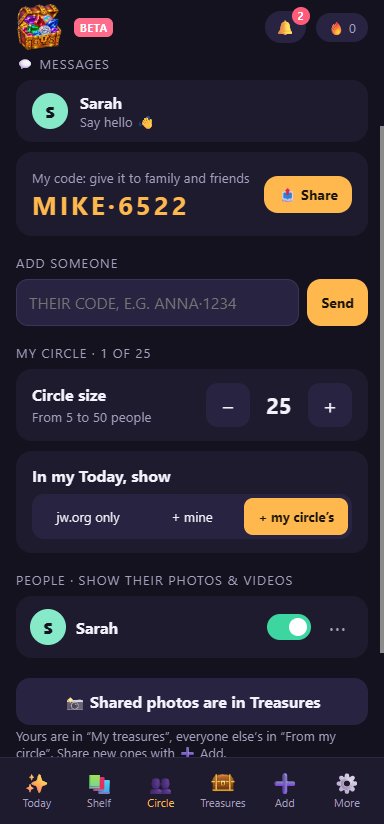 BETA
2
0
MESSAGES
S
Sarah
Say hello
My code: give it to family and friends
MIKE·6522
Share
ADD SOMEONE
THEIR CODE, E.G. ANNA·1234
Send
MY CIRCLE · 1 OF 25
Circle size
From 5 to 50 people
− 25 +
In my Today, show
jw.org only + mine + my circle's
PEOPLE · SHOW THEIR PHOTOS & VIDEOS
S Sarah ...
Shared photos are in Treasures
Yours are in “My treasures”, everyone else’s in “From my
circle”. Share new ones with + Add.
Today Shelf Circle Treasures Add More